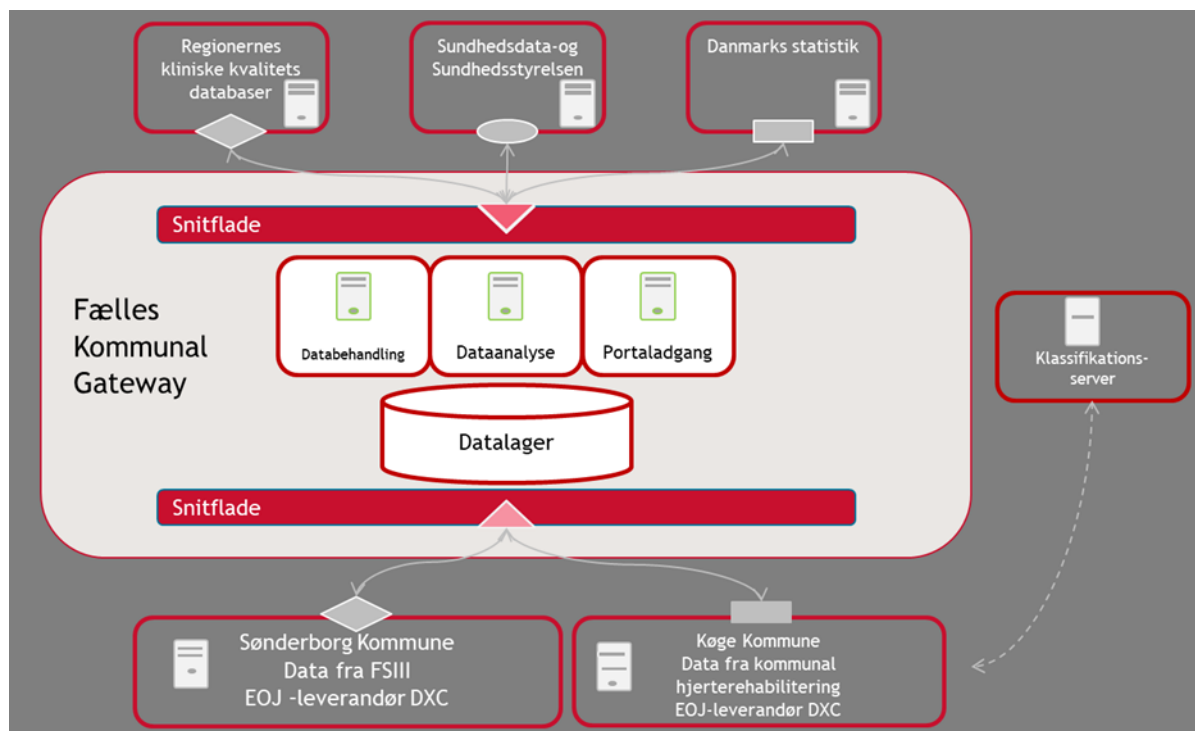 Regionernes
kliniske kvalitets
databaser
Sundhedsdata-og
Sundhedsstyrelsen
Danmarks statistik
Snitflade
Fælles
Kommunal
Gateway
Databehandling
Dataanalyse
Portaladgang
Datalager
Snitflade
Klassifikations-
server
Sønderborg Kommune
Data fra FSIII
EOJ -leverandør DXC
Køge Kommune
Data fra kommunal
hjerterehabilitering
EOJ-leverandør DXC